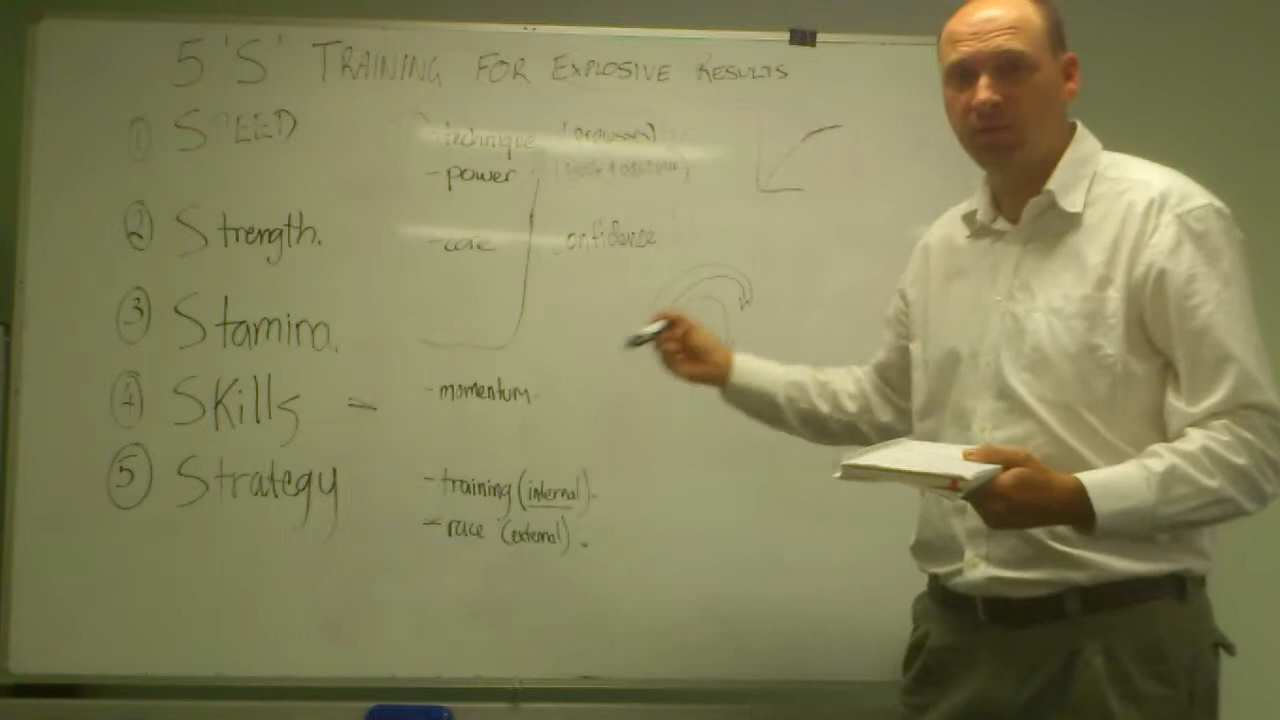 5 'S' TRAINING FOR EXPLOSIVE RESULTS
① SPEED -technique
-power
② Strength. -core onfidence
③ Stamina.
④ Skills - -momentum
⑤ Strategy -training (internal)-
-race (external).